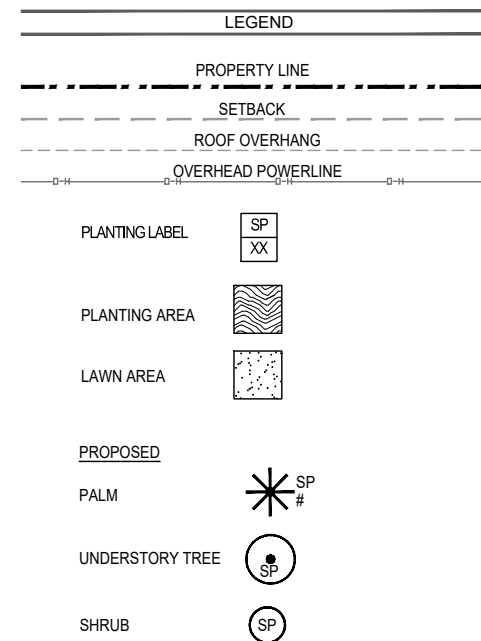 LEGEND
PROPERTY LINE
SETBACK
ROOF OVERHANG
OVERHEAD POWERLINE
PLANTING LABEL
SP
XX
PLANTING AREA
LAWN AREA
PROPOSED
PALM
SP
#
UNDERSTORY TREE
SP
SHRUB
SP